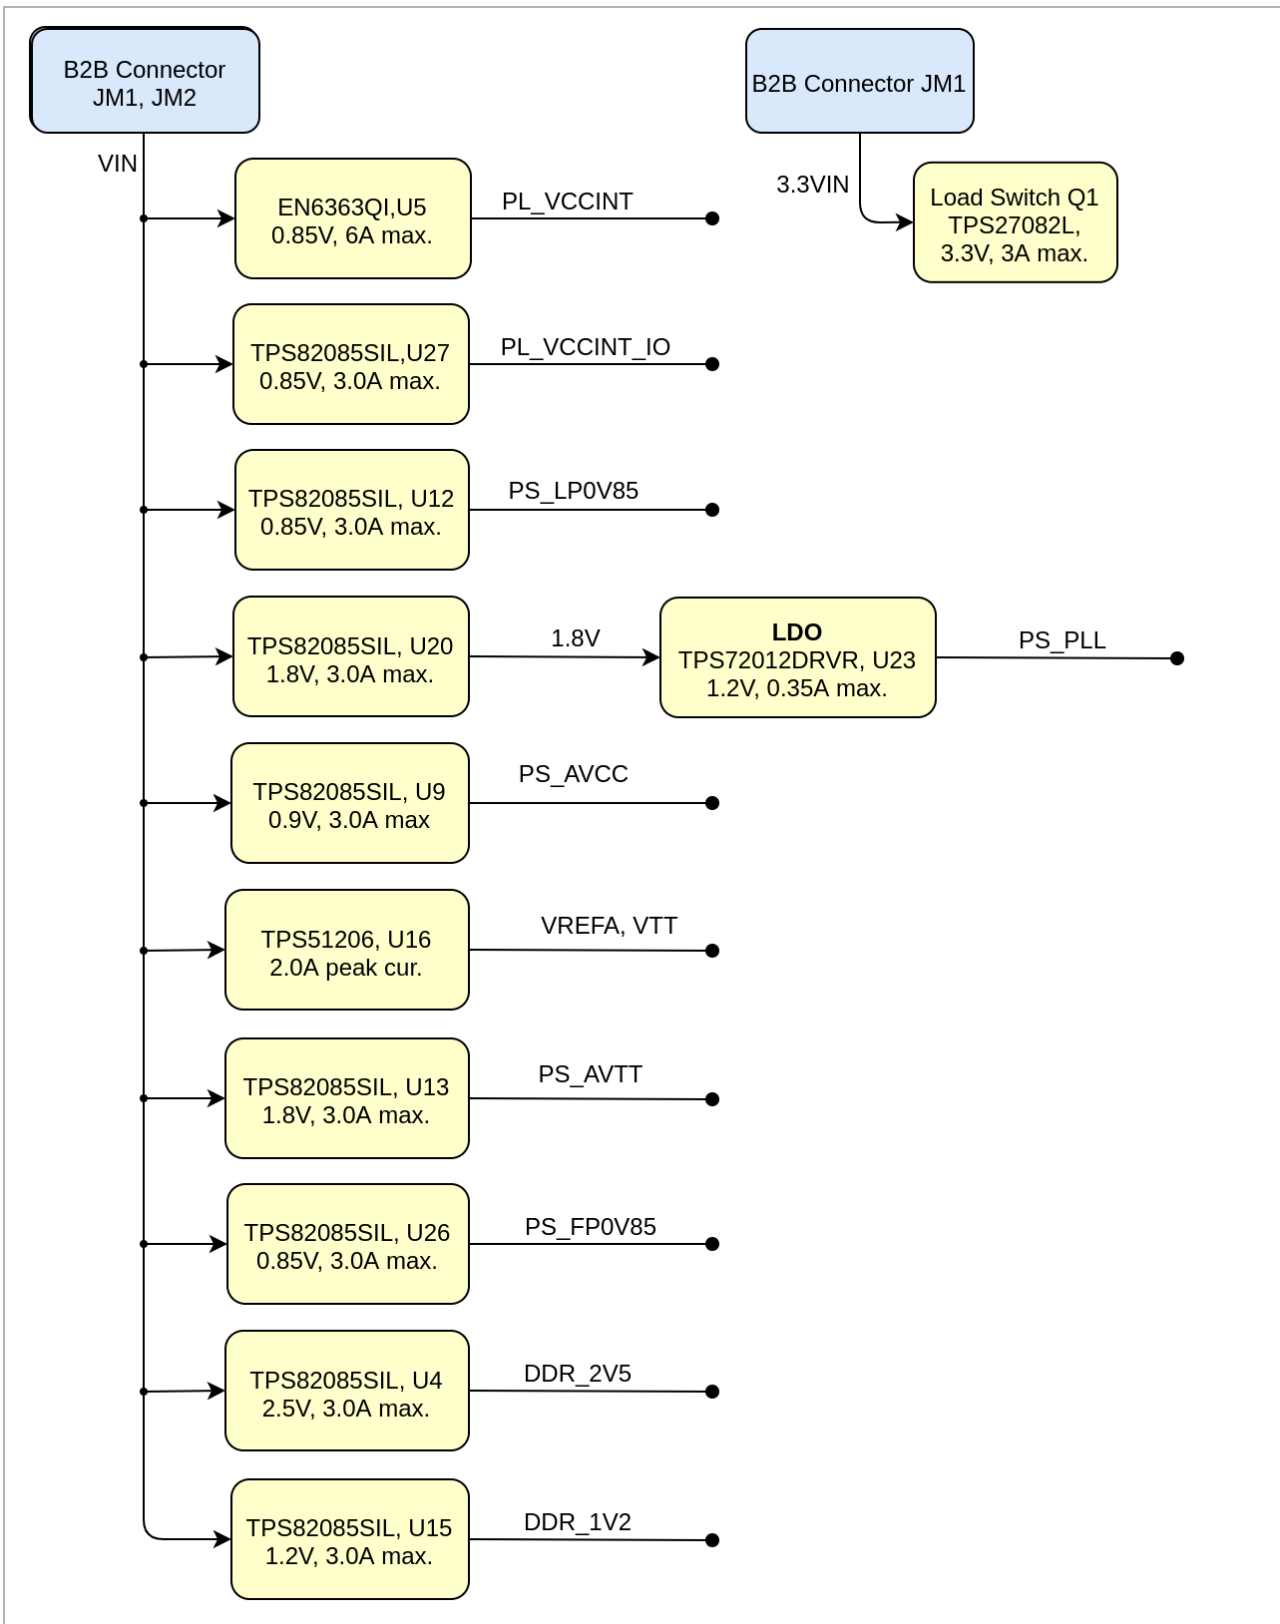 B2B Connector
JM1, JM2
B2B Connector JM1
VIN
3.3VIN
Load Switch Q1
TPS27082L,
3.3V, 3A max.
EN6363QI,U5
0.85V, 6A max.
PL_VCCINT
TPS82085SIL,U27
0.85V, 3.0A max.
PL_VCCINT_IO
TPS82085SIL, U12
0.85V, 3.0A max.
PS_LP0V85
TPS82085SIL, U20
1.8V, 3.0A max.
1.8V
LDO
TPS72012DRVR, U23
1.2V, 0.35A max.
PS_PLL
TPS82085SIL, U9
0.9V, 3.0A max
PS_AVCC
TPS51206, U16
2.0A peak cur.
VREFA, VTT
TPS82085SIL, U13
1.8V, 3.0A max.
PS_AVTT
TPS82085SIL, U26
0.85V, 3.0A max.
PS_FP0V85
TPS82085SIL, U4
2.5V, 3.0A max.
DDR_2V5
TPS82085SIL, U15
1.2V, 3.0A max.
DDR_1V2